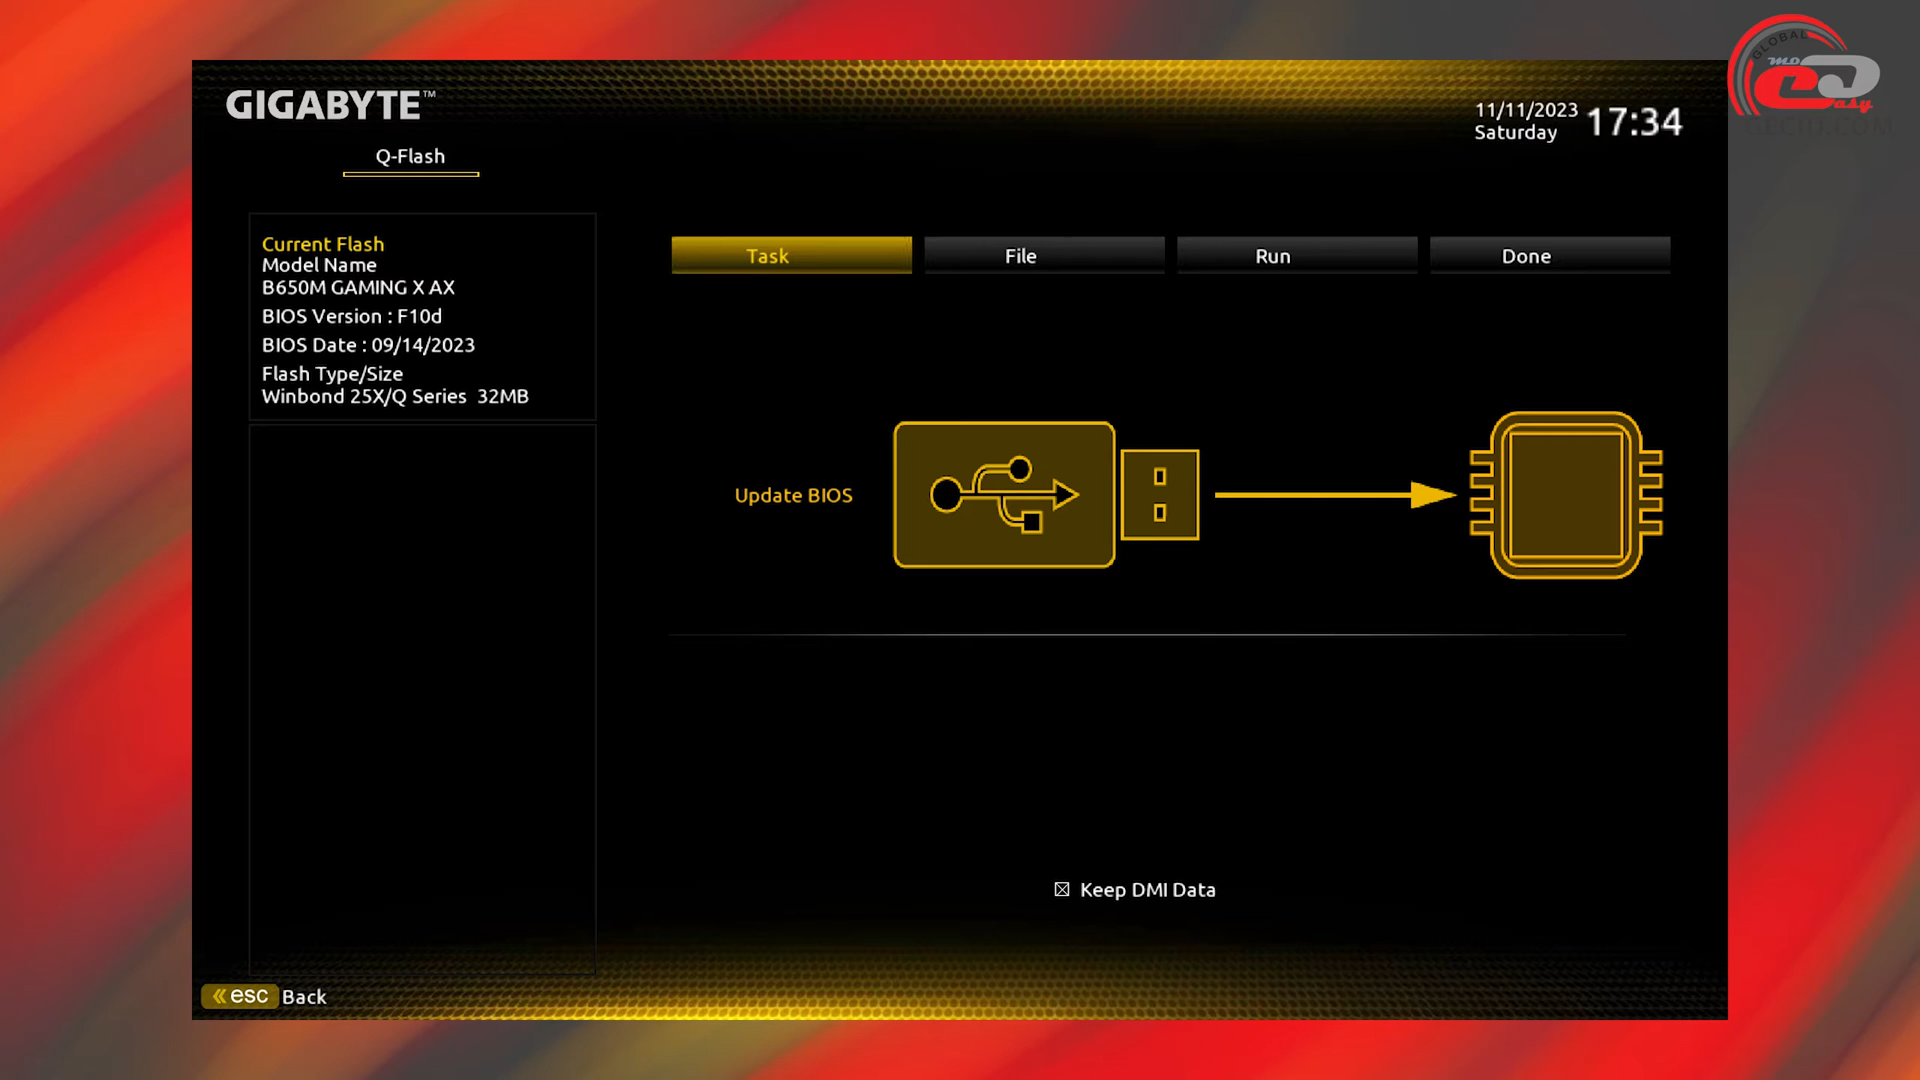 GLOBAL
GIGABYTE™
11/11/2023
Saturday
17:34
Q-Flash
Current Flash
Model Name
B650M GAMING X AX
BIOS Version : F10d
BIOS Date : 09/14/2023
Flash Type/Size
Winbond 25X/Q Series 32MB
Task
File
Run
Done
Update BIOS
Keep DMI Data
esc Back